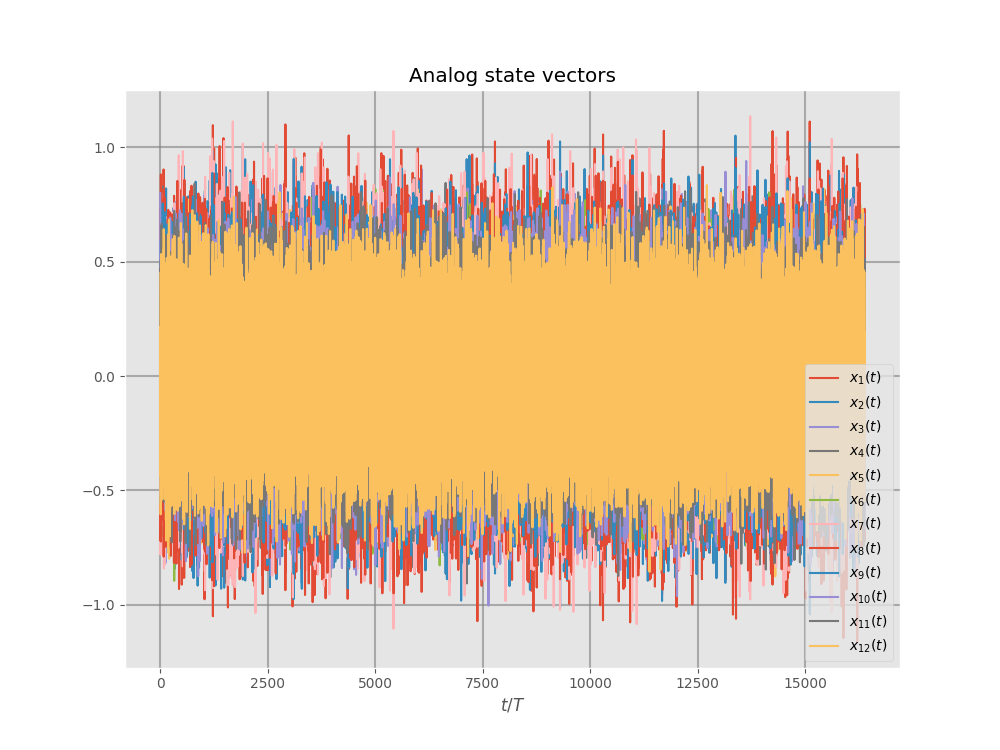 Analog state vectors
1.0
0.5
0.0
−0.5
−1.0
0 2500 5000 7500 10000 12500 15000
t/T
x₁(t)
x₂(t)
x₃(t)
x₄(t)
x₅(t)
x₆(t)
x₇(t)
x₈(t)
x₉(t)
x₁₀(t)
x₁₁(t)
x₁₂(t)